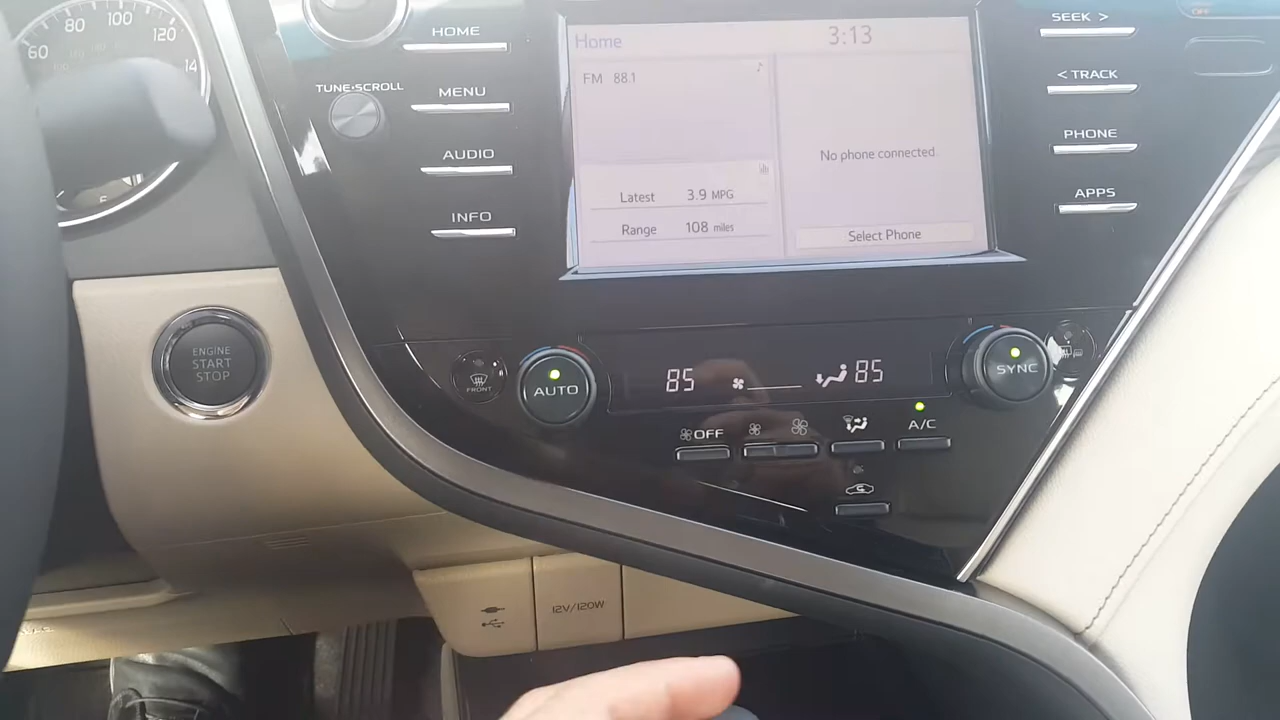 60 80 100 120 14
TUNE•SCROLL
HOME
MENU
AUDIO
INFO
Home 3:13
FM 88.1
Latest 3.9 MPG
Range 108 miles
No phone connected.
Select Phone
SEEK >
< TRACK
PHONE
APPS
OFF
ENGINE
START
STOP
FRONT
AUTO
85 85
SYNC
OFF
A/C
12V/120W